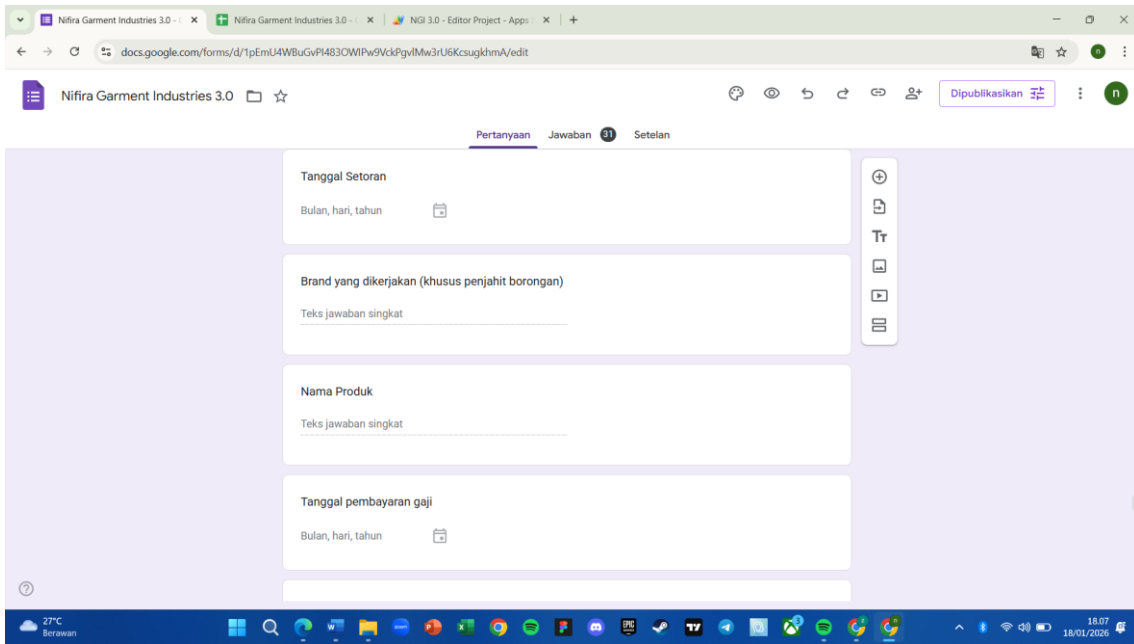 Nifira Garment Industries 3.0 - (
Nifira Garment Industries 3.0 - (
NGI 3.0 - Editor Project - Apps S
docs.google.com/forms/d/1pEmU4WBuGvPl483OWIPw9VckPgvlMw3rU6KcsugkhmA/edit
n
Nifira Garment Industries 3.0
Dipublikasikan
n
Pertanyaan Jawaban 31 Setelan
Tanggal Setoran
Bulan, hari, tahun
Brand yang dikerjakan (khusus penjahit borongan)
Teks jawaban singkat
Nama Produk
Teks jawaban singkat
Tanggal pembayaran gaji
Bulan, hari, tahun
27°C
Berawan
18.07
18/01/2026